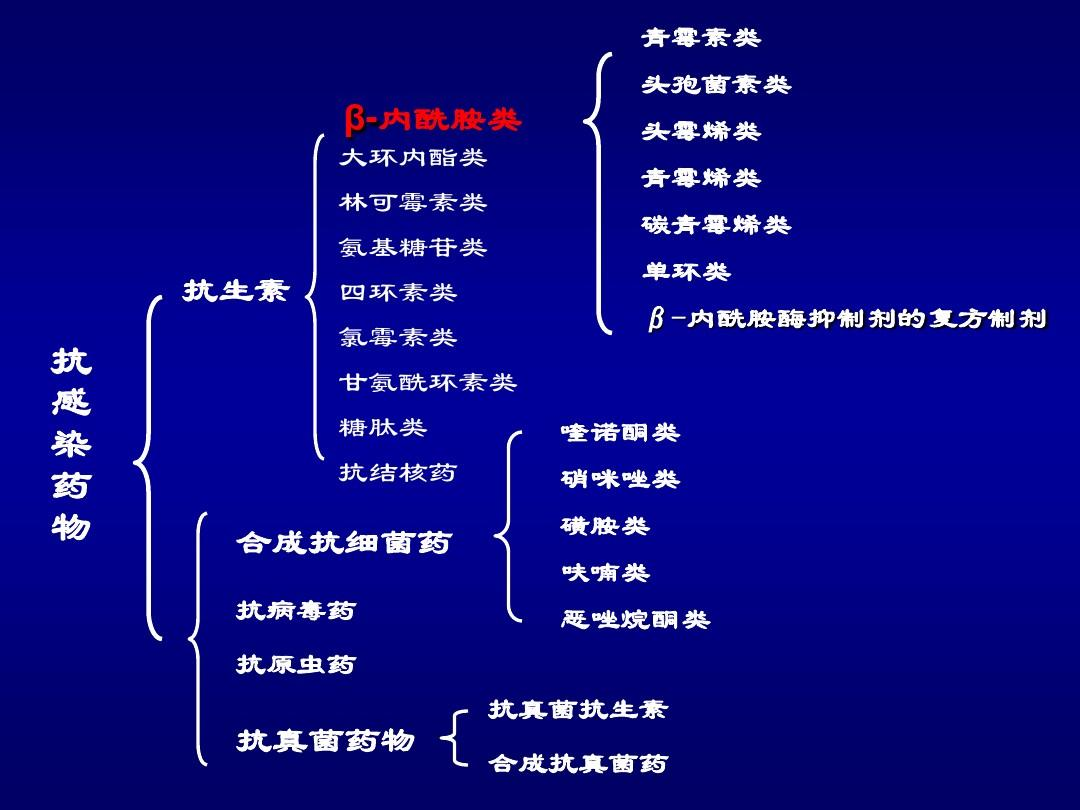 抗感染药物
抗生素
β-内酰胺类
青霉素类
头孢菌素类
头霉烯类
青霉烯类
碳青霉烯类
单环类
β-内酰胺酶抑制剂的复方制剂
大环内酯类
林可霉素类
氨基糖苷类
四环素类
氯霉素类
甘氨酰环素类
糖肽类
抗结核药
合成抗细菌药
喹诺酮类
硝咪唑类
磺胺类
呋喃类
恶唑烷酮类
抗病毒药
抗原虫药
抗真菌药物
抗真菌抗生素
合成抗真菌药